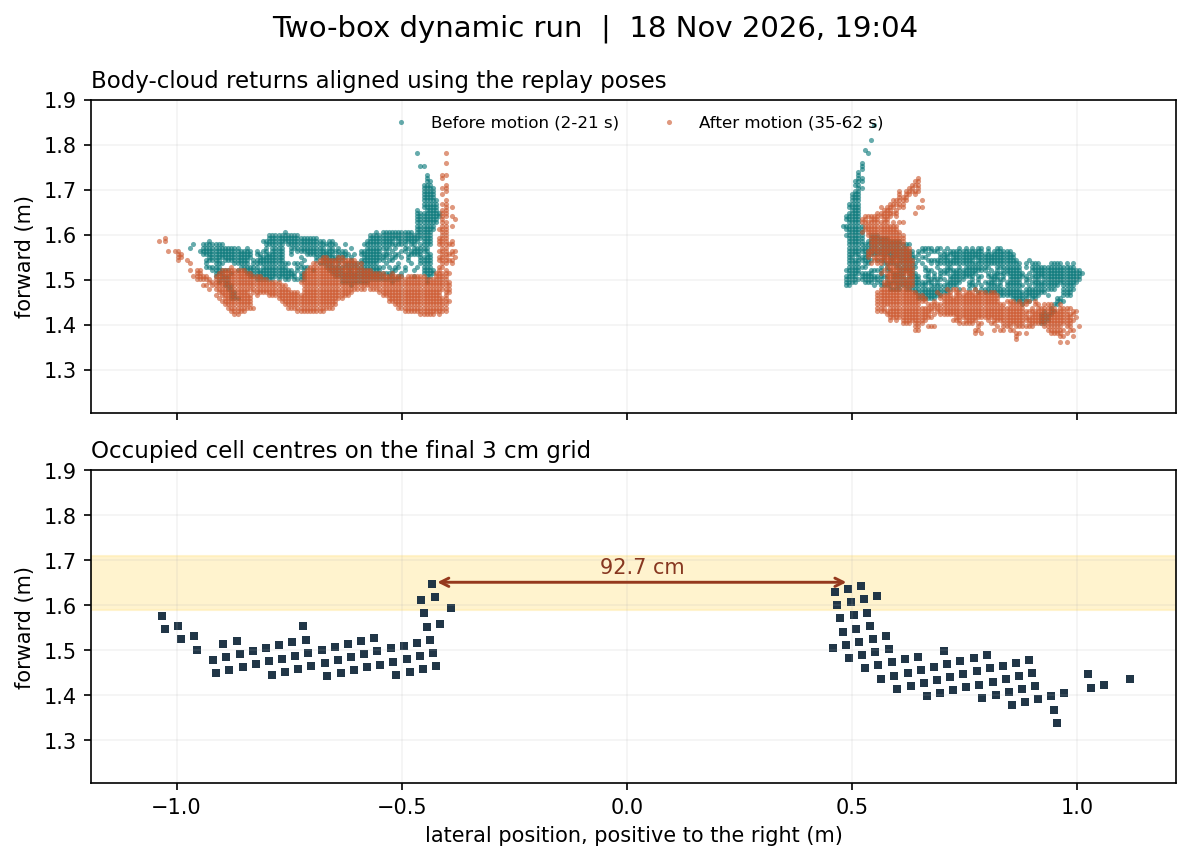 Two-box dynamic run | 18 Nov 2026, 19:04
Body-cloud returns aligned using the replay poses
Before motion (2-21 s)
After motion (35-62 s)
1.9
1.8
1.7
1.6
1.5
1.4
1.3
forward (m)
Occupied cell centres on the final 3 cm grid
92.7 cm
1.9
1.8
1.7
1.6
1.5
1.4
1.3
forward (m)
−1.0
−0.5
0.0
0.5
1.0
lateral position, positive to the right (m)